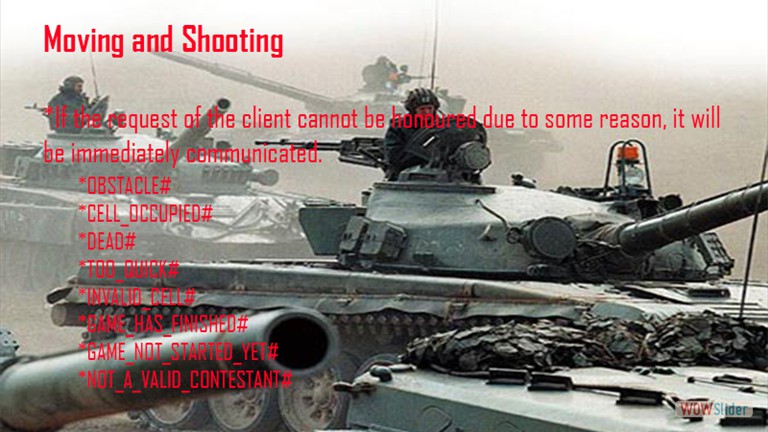 Moving and Shooting
*If the request of the client cannot be honoured due to some reason, it will
be immediately communicated.
*OBSTACLE#
*CELL_OCCUPIED#
*DEAD#
*TOO_QUICK#
*INVALID_CELL#
*GAME_HAS_FINISHED#
*GAME_NOT_STARTED_YET#
*NOT_A_VALID_CONTESTANT#
WOWSlider